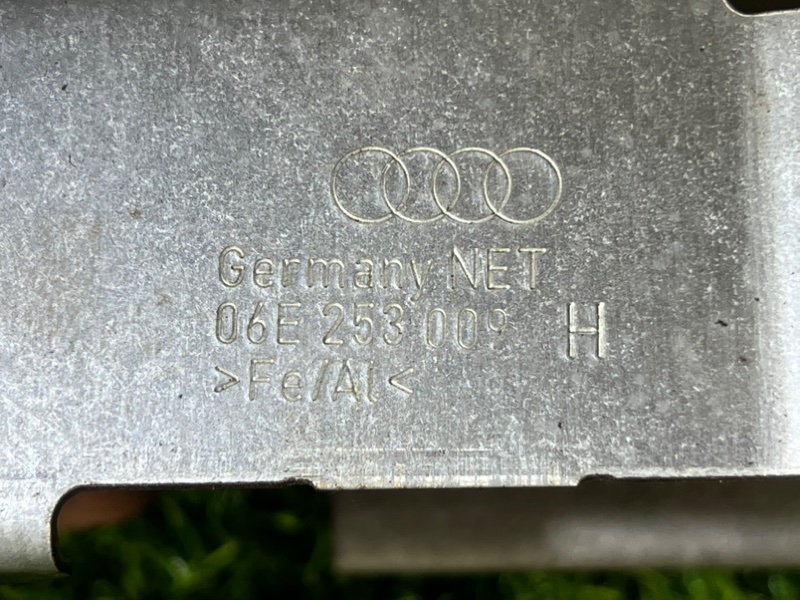 Germany NET
06E 253 009 H
>Fe/Al<